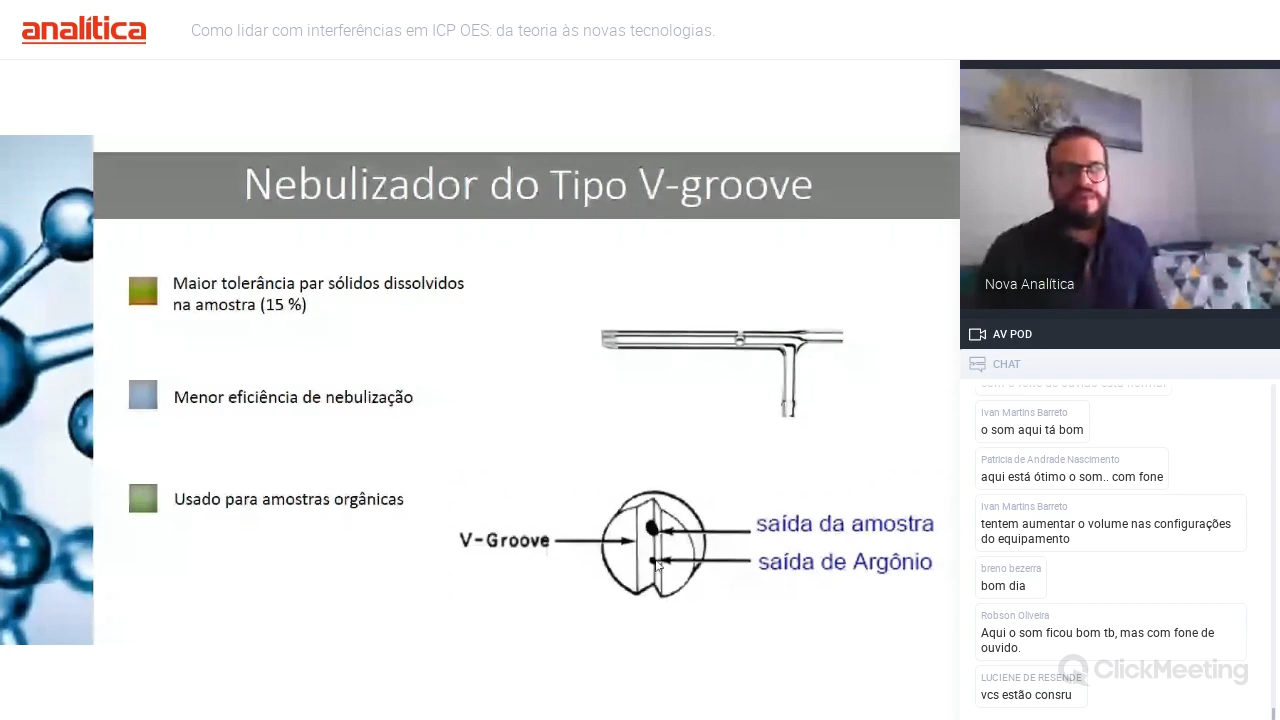 analítica
Como lidar com interferências em ICP OES: da teoria às novas tecnologias.
Nebulizador do Tipo V-groove
Maior tolerância par sólidos dissolvidos
na amostra (15 %)
Menor eficiência de nebulização
Usado para amostras orgânicas
V-Groove
saída da amostra
saída de Argônio
Nova Analítica
AV POD
CHAT
Ivan Martins Barreto
o som aqui tá bom
Patricia de Andrade Nascimento
aqui está ótimo o som.. com fone
Ivan Martins Barreto
tentem aumentar o volume nas configurações
do equipamento
breno bezerra
bom dia
Robson Oliveira
Aqui o som ficou bom tb, mas com fone de
ouvido.
LUCIENE DE RESENDE
vcs estão consru
ClickMeeting